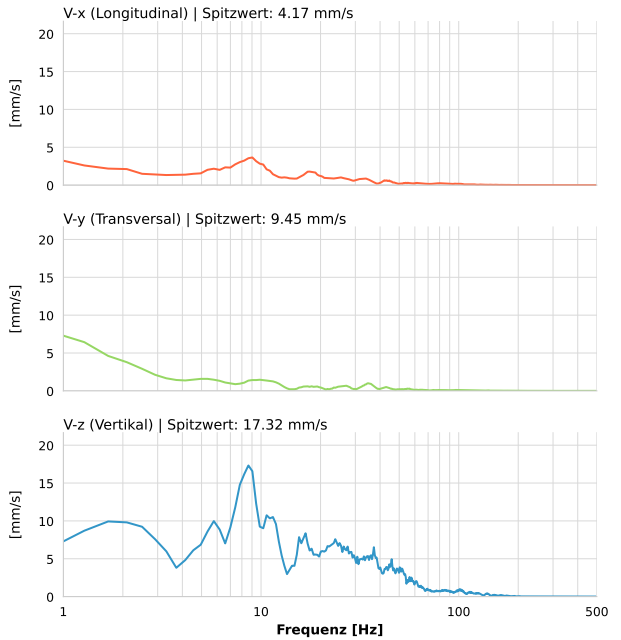 V-x (Longitudinal) | Spitzwert: 4.17 mm/s
20
15
10
5
0
[mm/s]
V-y (Transversal) | Spitzwert: 9.45 mm/s
20
15
10
5
0
[mm/s]
V-z (Vertikal) | Spitzwert: 17.32 mm/s
20
15
10
5
0
[mm/s]
1 10 100 500
Frequenz [Hz]